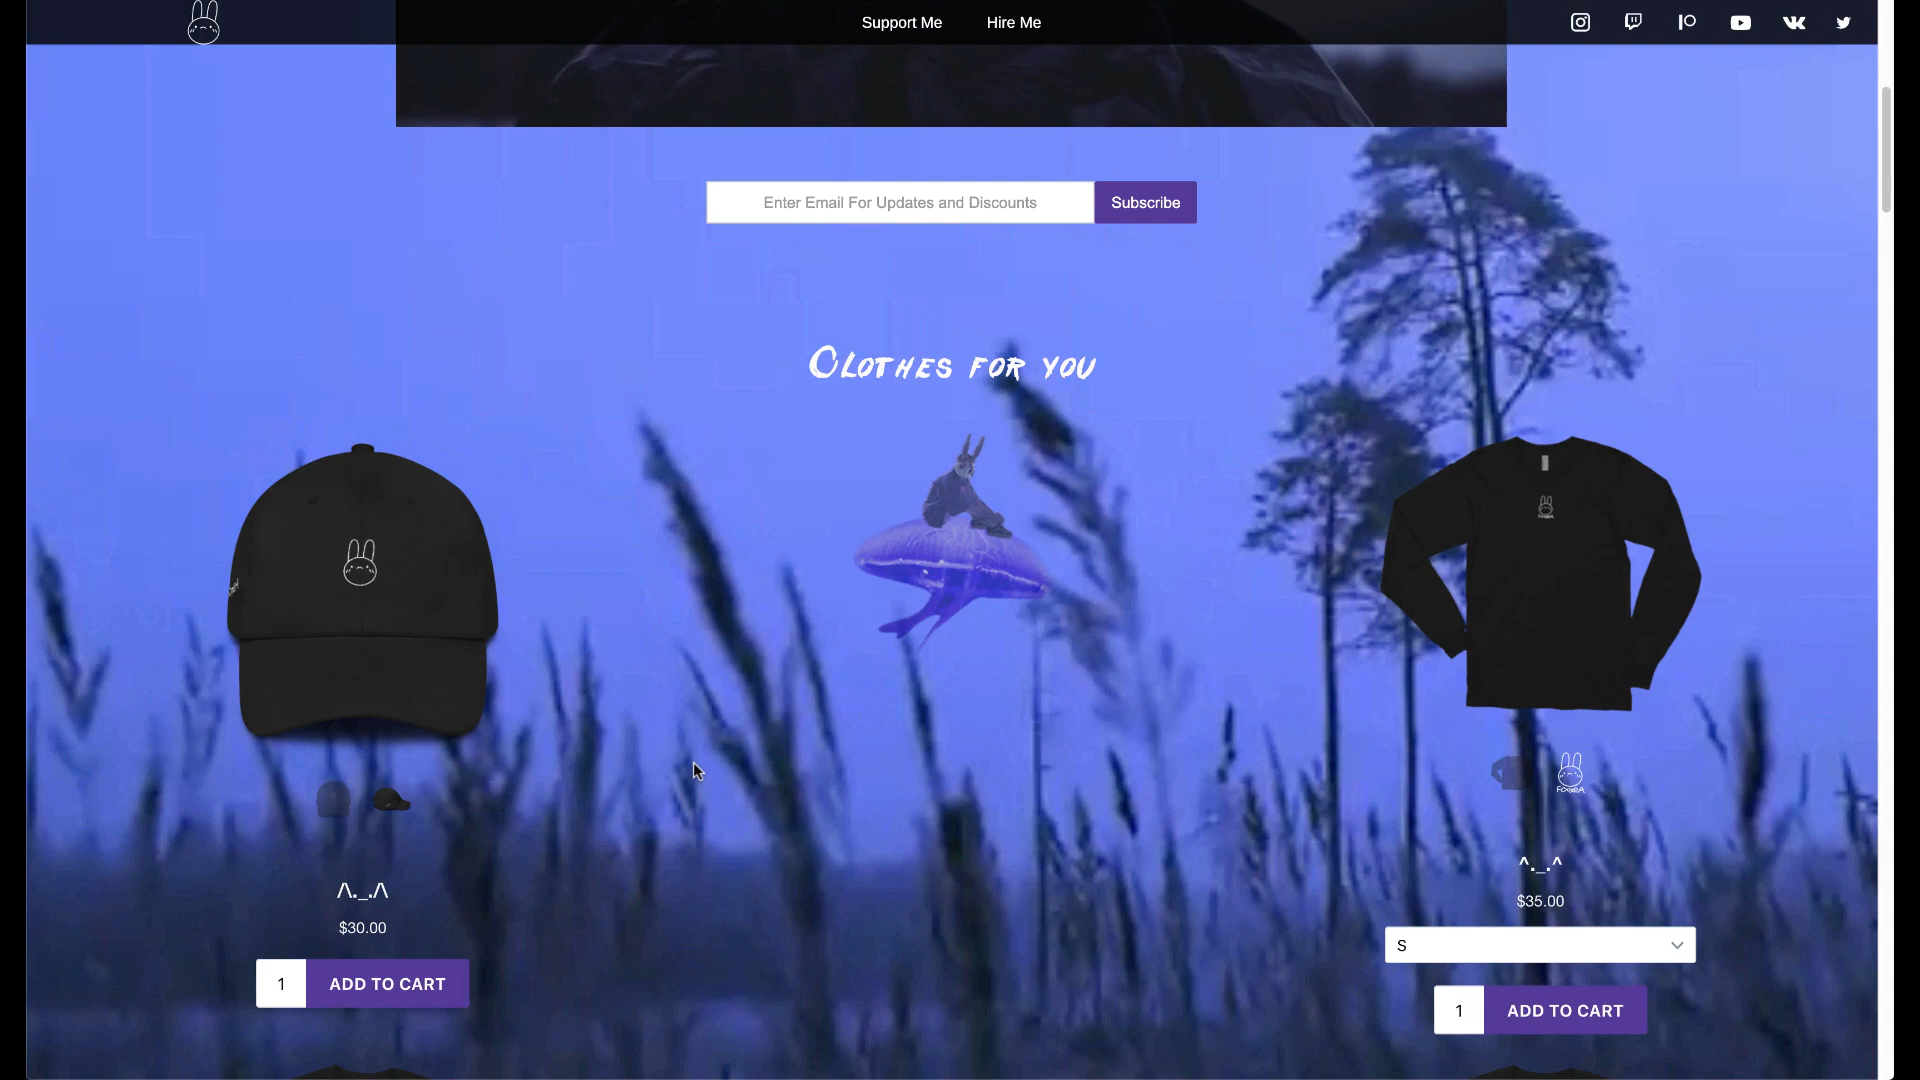 Support Me
Hire Me
Enter Email For Updates and Discounts
Subscribe
CLOTHES FOR YOU
FOXRA
/\._./\
$30.00
1
ADD TO CART
^._.^
$35.00
S
1
ADD TO CART